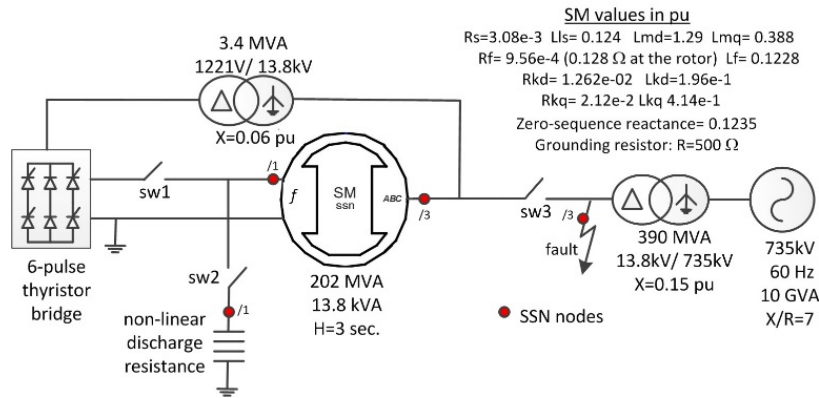 SM values in pu
Rs=3.08e-3 Lls= 0.124 Lmd=1.29 Lmq= 0.388
Rf= 9.56e-4 (0.128 Ω at the rotor) Lf= 0.1228
Rkd= 1.262e-02 Lkd=1.96e-1
Rkq= 2.12e-2 Lkq 4.14e-1
Zero-sequence reactance= 0.1235
Grounding resistor: R=500 Ω
3.4 MVA
1221V/ 13.8kV
Δ
X=0.06 pu
sw1
/1
f
SM
ssn
ABC
/3
sw3
/3
fault
Δ
390 MVA
13.8kV/ 735kV
X=0.15 pu
735kV
60 Hz
10 GVA
X/R=7
6-pulse
thyristor
bridge
sw2
/1
non-linear
discharge
resistance
202 MVA
13.8 kVA
H=3 sec.
SSN nodes